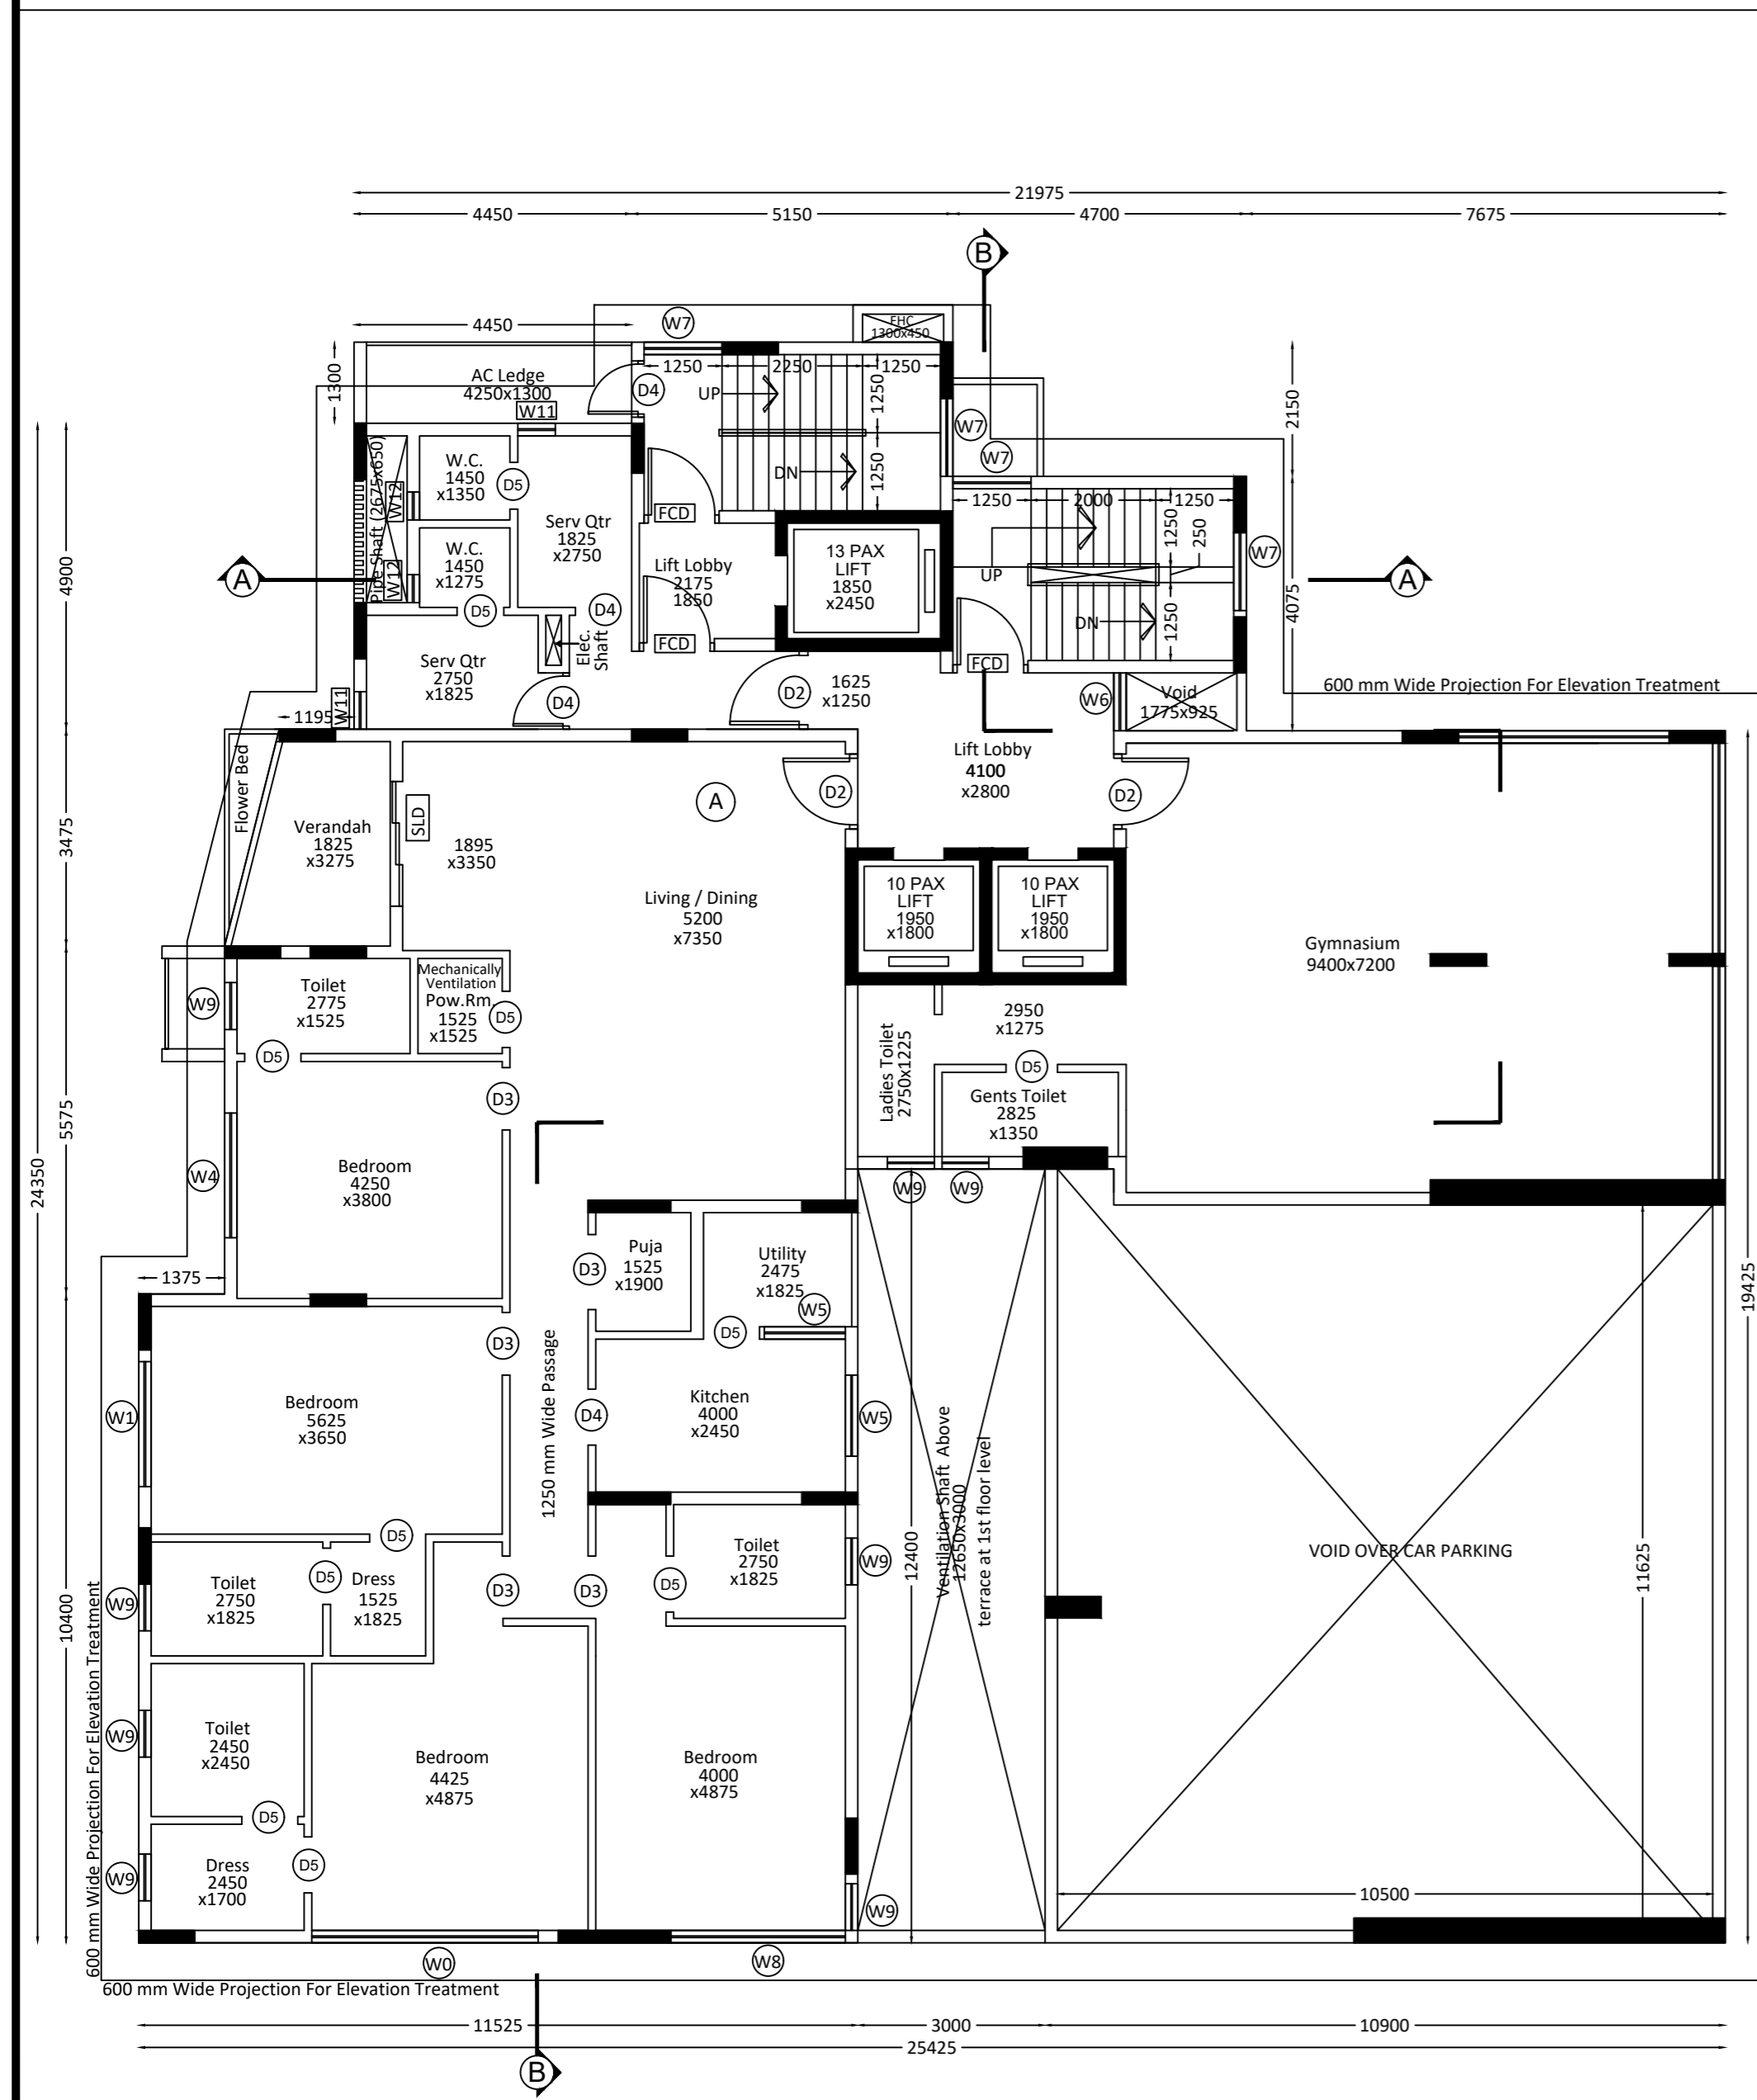 21975
4450
5150
4700
7675
B
4450
W7
FHC
1300x450
1300
AC Ledge
4250x1300
D4
1250
2250
1250
UP
1250
2150
W11
W7
W7
W.C.
1450
x1350
D5
DN
1250
1250
2000
1250
Pipe Shaft (2675x650)
W12
FCD
Serv Qtr
1825
x2750
1250
250
4900
W.C.
1450
x1275
Lift Lobby
2175
1850
13 PAX
LIFT
1850
x2450
W7
A
W12
UP
A
D5
D4
4075
DN
1250
Elec.
Shaft
FCD
FCD
Serv Qtr
2750
x1825
D4
D2
1625
x1250
W6
Void
1775x925
600 mm Wide Projection For Elevation Treatment
1195
W11
Flower Bed
Lift Lobby
4100
x2800
3475
SLD
A
D2
D2
Verandah
1825
x3275
1895
x3350
Living / Dining
5200
x7350
10 PAX
LIFT
1950
x1800
10 PAX
LIFT
1950
x1800
Gymnasium
9400x7200
W9
Toilet
2775
x1525
Mechanically
Ventilation
Pow.Rm.
1525
x1525
D5
D5
2950
x1275
Ladies Toilet
2750x1225
D5
D3
Gents Toilet
2825
x1350
5575
24350
W4
Bedroom
4250
x3800
W9
W9
1375
D3
Puja
1525
x1900
Utility
2475
x1825
W5
19425
D3
D5
1250 mm Wide Passage
W1
Bedroom
5625
x3650
D4
Kitchen
4000
x2450
W5
Ventilation Shaft Above
12650x3000
terrace at 1st floor level
12400
VOID OVER CAR PARKING
11625
D5
Toilet
2750
x1825
W9
D5
Dress
1525
x1825
D3
D3
D5
Toilet
2750
x1825
W9
10400
600 mm Wide Projection For Elevation Treatment
W9
Toilet
2450
x2450
Bedroom
4425
x4875
Bedroom
4000
x4875
D5
W9
Dress
2450
x1700
D5
10500
W9
W0
W8
600 mm Wide Projection For Elevation Treatment
11525
3000
10900
25425
B